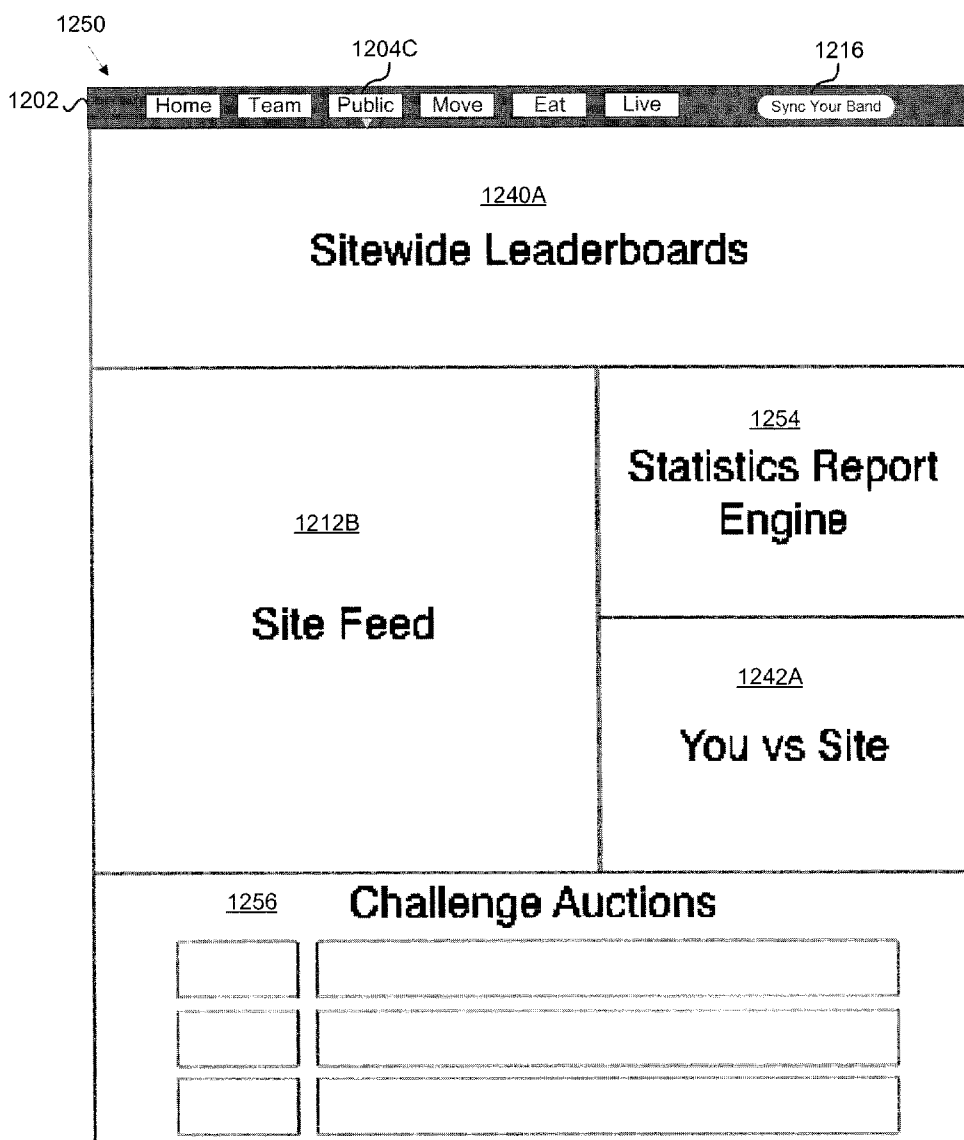 1250
1204C
1216
1202
Home Team Public Move Eat Live Sync Your Band
1240A
Sitewide Leaderboards
1212B
Site Feed
1254
Statistics Report
Engine
1242A
You vs Site
1256 Challenge Auctions